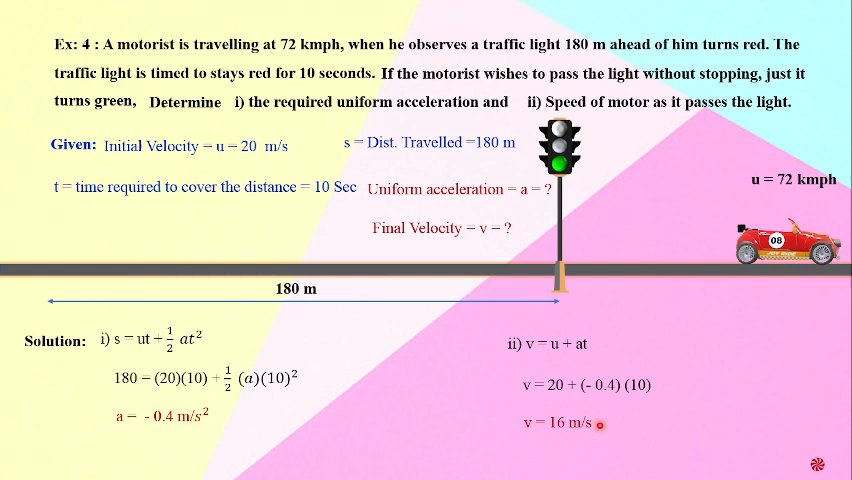 Ex: 4 : A motorist is travelling at 72 kmph, when he observes a traffic light 180 m ahead of him turns red. The
traffic light is timed to stays red for 10 seconds. If the motorist wishes to pass the light without stopping, just it
turns green, Determine i) the required uniform acceleration and ii) Speed of motor as it passes the light.
Given: Initial Velocity = u = 20 m/s
s = Dist. Travelled =180 m
t = time required to cover the distance = 10 Sec
Uniform acceleration = a = ?
Final Velocity = v = ?
u = 72 kmph
08
180 m
Solution: i) s = ut + 1/2 at²
180 = (20)(10) + 1/2 (a)(10)²
a = - 0.4 m/s²
ii) v = u + at
v = 20 + (- 0.4) (10)
v = 16 m/s